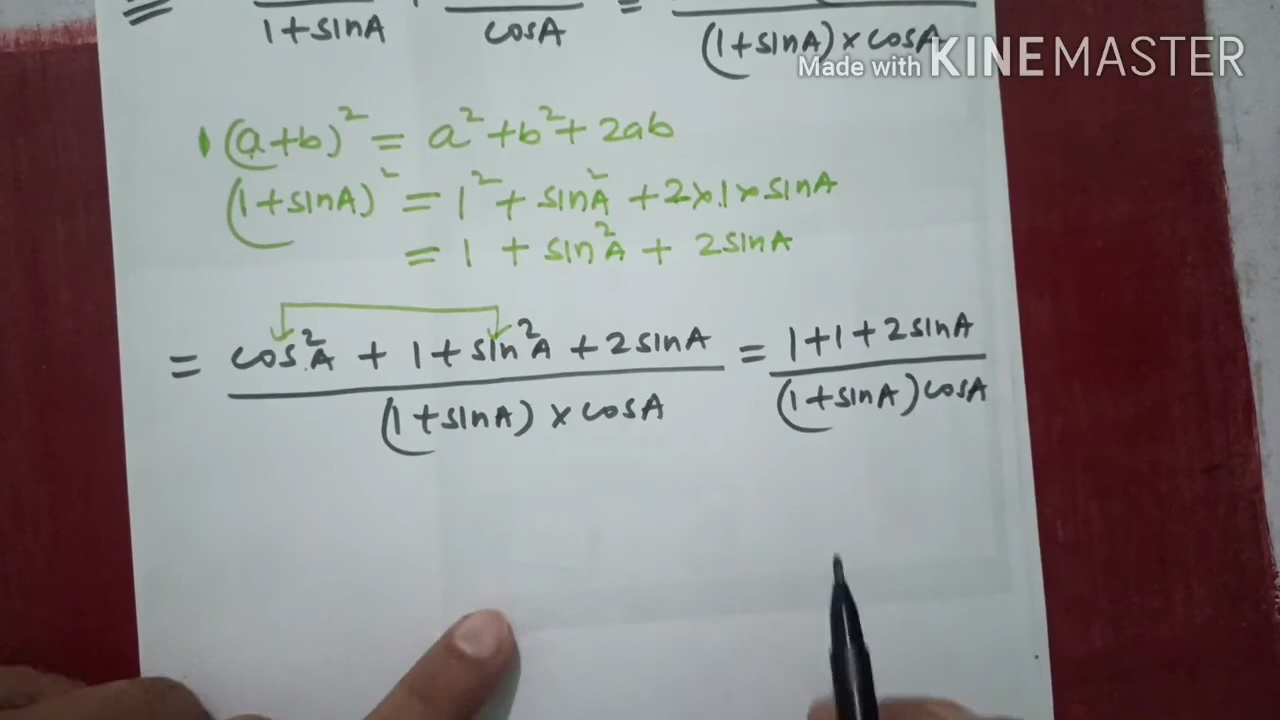 1+sinA cosA = (1+sinA)×cosA
Made with KINEMASTER
(a+b)² = a²+b²+2ab
(1+sinA)² = 1²+ sin²A +2×1×sinA
= 1 + sin²A + 2sinA
= cos²A + 1+sin²A +2sinA / (1+sinA) × cosA = 1+1+2sinA / (1+sinA)cosA